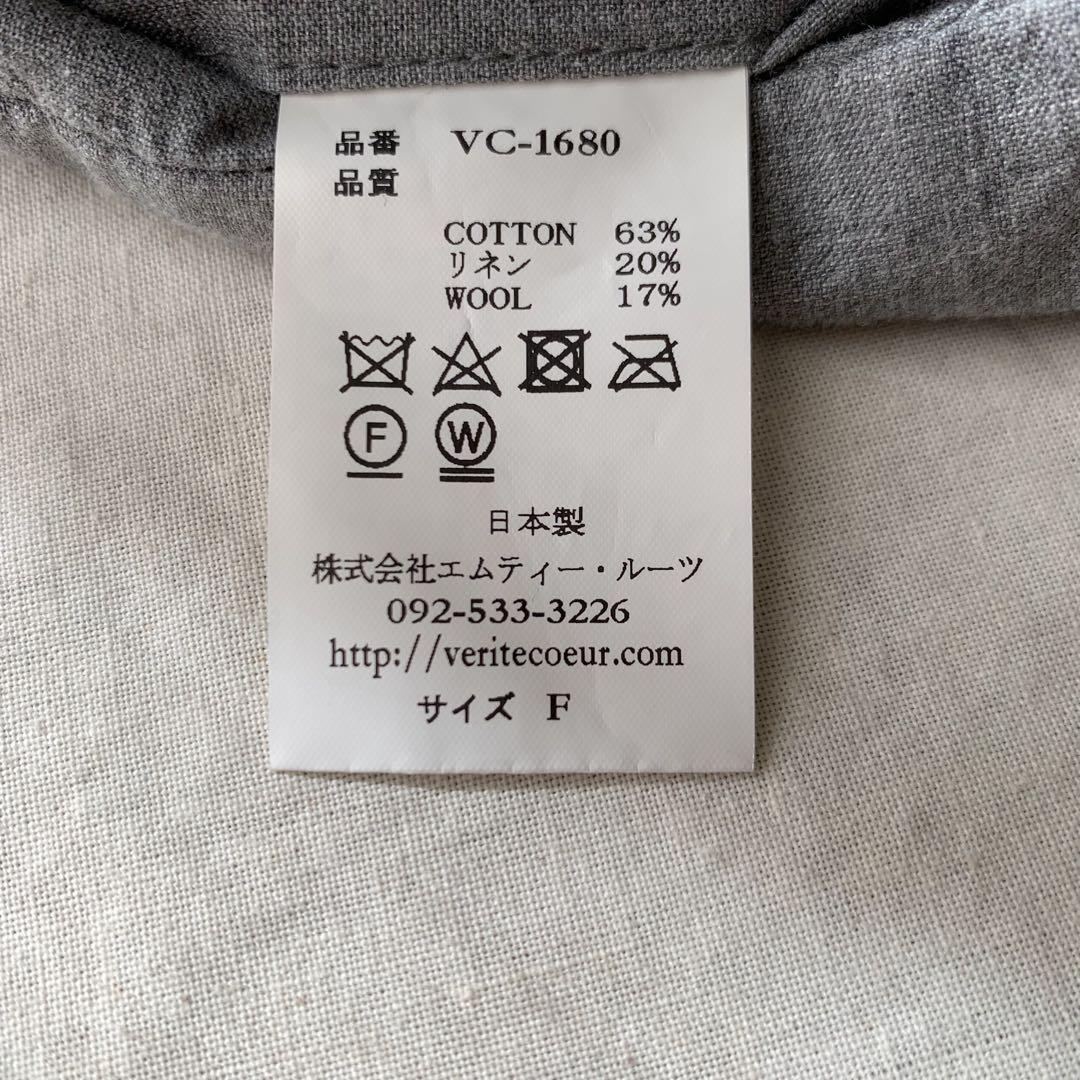 品番 VC-1680
品質
COTTON 63%
リネン 20%
WOOL 17%
F W
日本製
株式会社エムティー・ルーツ
092-533-3226
http://veritecoeur.com
サイズ F